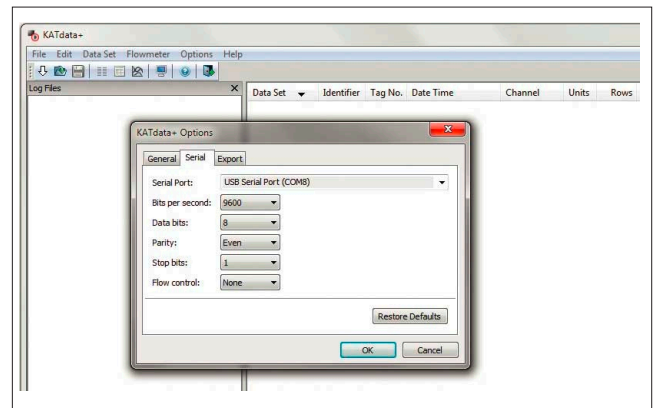 KATdata+
File Edit Data Set Flowmeter Options Help
Log Files
Data Set Identifier Tag No. Date Time Channel Units Rows
KATdata+ Options
General Serial Export
Serial Port: USB Serial Port (COM8)
Bits per second: 9600
Data bits: 8
Parity: Even
Stop bits: 1
Flow control: None
Restore Defaults
OK Cancel